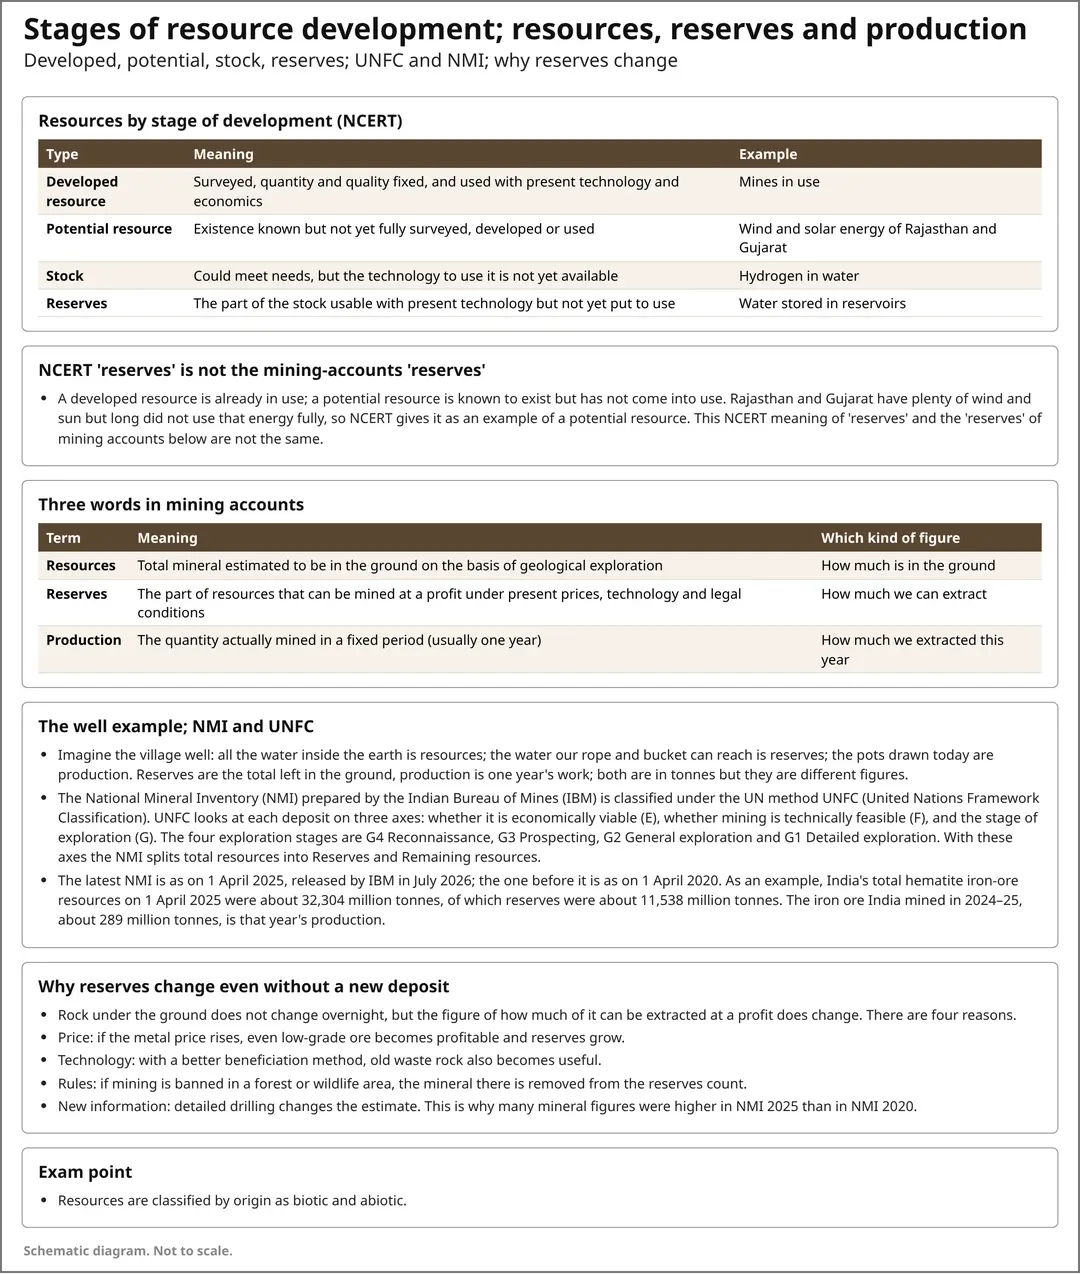 Stages of resource development; resources, reserves and production
Developed, potential, stock, reserves; UNFC and NMI; why reserves change
Resources by stage of development (NCERT)
Type Meaning Example
Developed resource Surveyed, quantity and quality fixed, and used with present technology and economics Mines in use
Potential resource Existence known but not yet fully surveyed, developed or used Wind and solar energy of Rajasthan and Gujarat
Stock Could meet needs, but the technology to use it is not yet available Hydrogen in water
Reserves The part of the stock usable with present technology but not yet put to use Water stored in reservoirs
NCERT 'reserves' is not the mining-accounts 'reserves'
• A developed resource is already in use; a potential resource is known to exist but has not come into use. Rajasthan and Gujarat have plenty of wind and
sun but long did not use that energy fully, so NCERT gives it as an example of a potential resource. This NCERT meaning of 'reserves' and the 'reserves' of
mining accounts below are not the same.
Three words in mining accounts
Term Meaning Which kind of figure
Resources Total mineral estimated to be in the ground on the basis of geological exploration How much is in the ground
Reserves The part of resources that can be mined at a profit under present prices, technology and legal conditions How much we can extract
Production The quantity actually mined in a fixed period (usually one year) How much we extracted this year
The well example; NMI and UNFC
• Imagine the village well: all the water inside the earth is resources; the water our rope and bucket can reach is reserves; the pots drawn today are
production. Reserves are the total left in the ground, production is one year's work; both are in tonnes but they are different figures.
• The National Mineral Inventory (NMI) prepared by the Indian Bureau of Mines (IBM) is classified under the UN method UNFC (United Nations Framework
Classification). UNFC looks at each deposit on three axes: whether it is economically viable (E), whether mining is technically feasible (F), and the stage of
exploration (G). The four exploration stages are G4 Reconnaissance, G3 Prospecting, G2 General exploration and G1 Detailed exploration. With these
axes the NMI splits total resources into Reserves and Remaining resources.
• The latest NMI is as on 1 April 2025, released by IBM in July 2026; the one before it is as on 1 April 2020. As an example, India's total hematite iron-ore
resources on 1 April 2025 were about 32,304 million tonnes, of which reserves were about 11,538 million tonnes. The iron ore India mined in 2024–25,
about 289 million tonnes, is that year's production.
Why reserves change even without a new deposit
• Rock under the ground does not change overnight, but the figure of how much of it can be extracted at a profit does change. There are four reasons.
• Price: if the metal price rises, even low-grade ore becomes profitable and reserves grow.
• Technology: with a better beneficiation method, old waste rock also becomes useful.
• Rules: if mining is banned in a forest or wildlife area, the mineral there is removed from the reserves count.
• New information: detailed drilling changes the estimate. This is why many mineral figures were higher in NMI 2025 than in NMI 2020.
Exam point
• Resources are classified by origin as biotic and abiotic.
Schematic diagram. Not to scale.